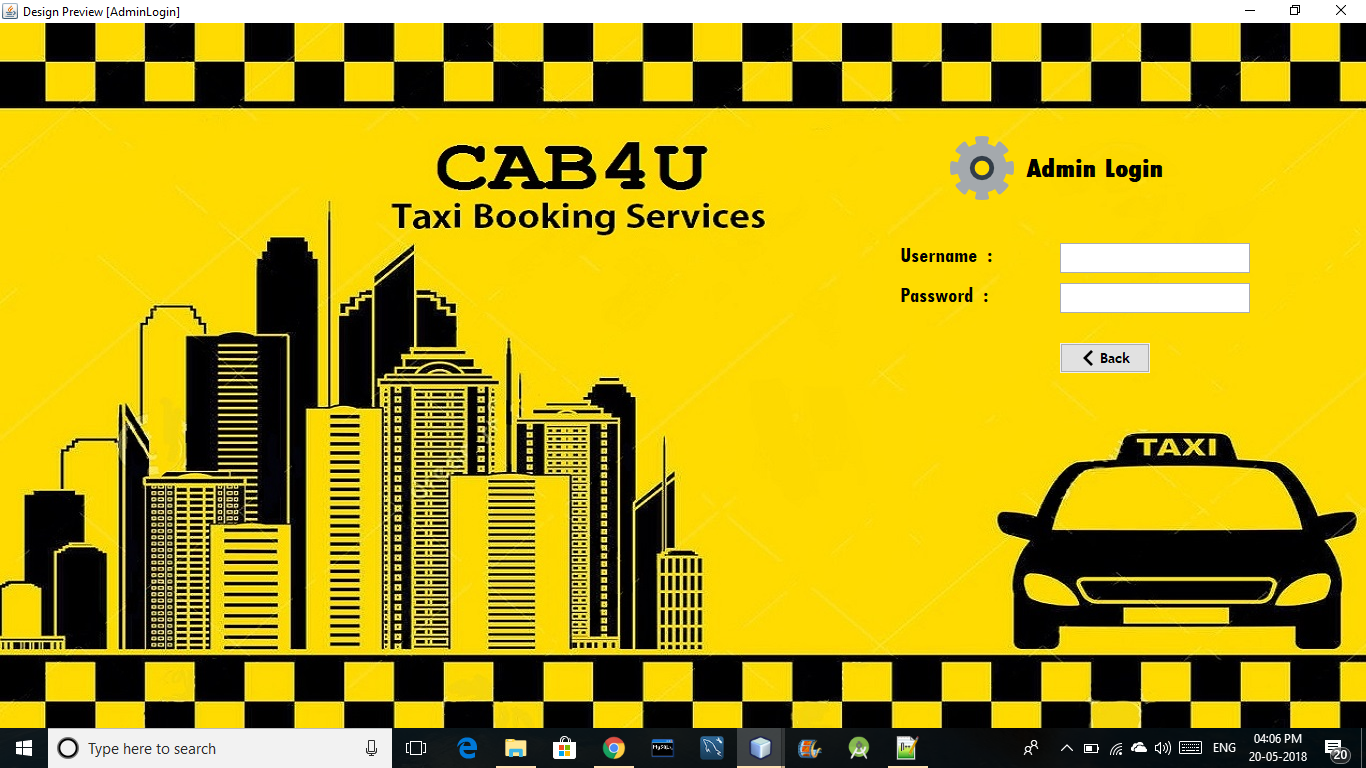 Design Preview [AdminLogin]
CAB4U
Taxi Booking Services
Admin Login
Username :
Password :
Back
TAXI
Type here to search
MySQL
ENG
04:06 PM
20-05-2018
20